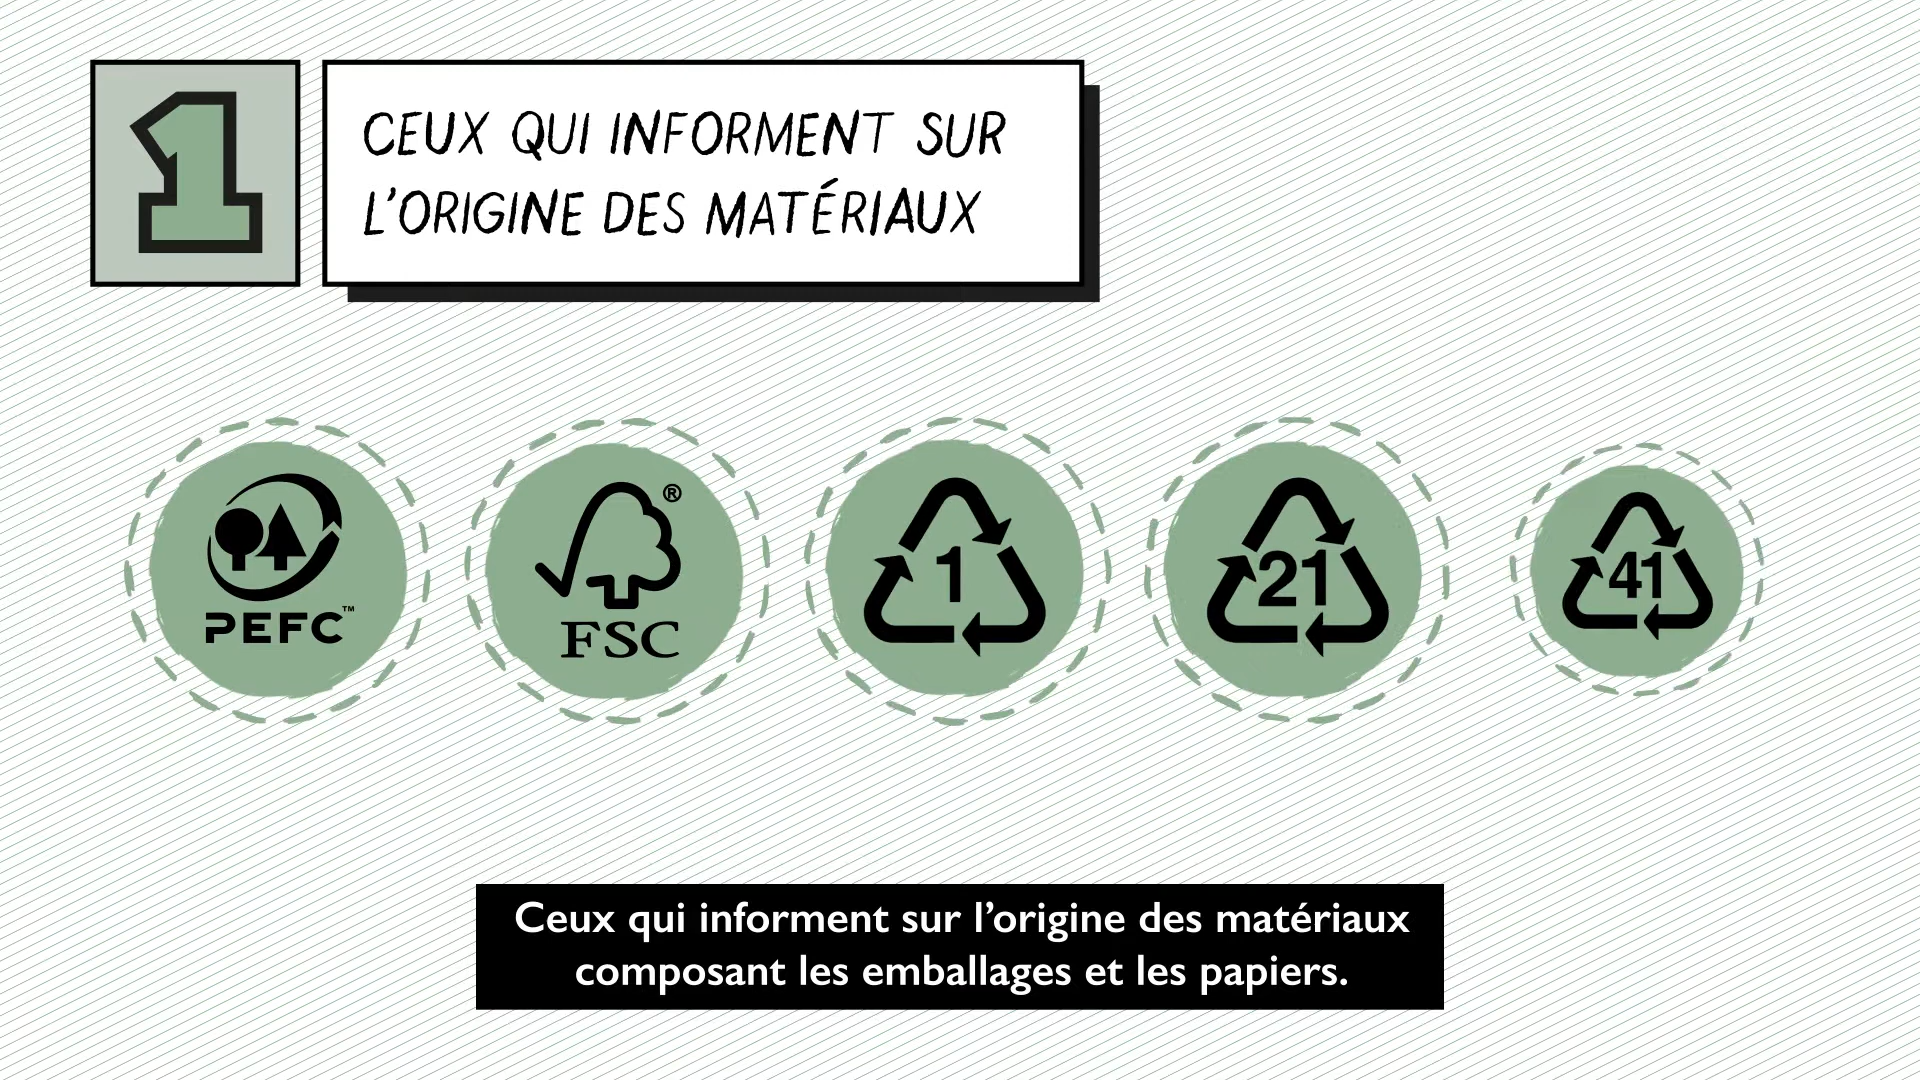 1
CEUX QUI INFORMENT SUR
L'ORIGINE DES MATÉRIAUX
PEFC™
®
FSC
1
21
41
Ceux qui informent sur l’origine des matériaux
composant les emballages et les papiers.